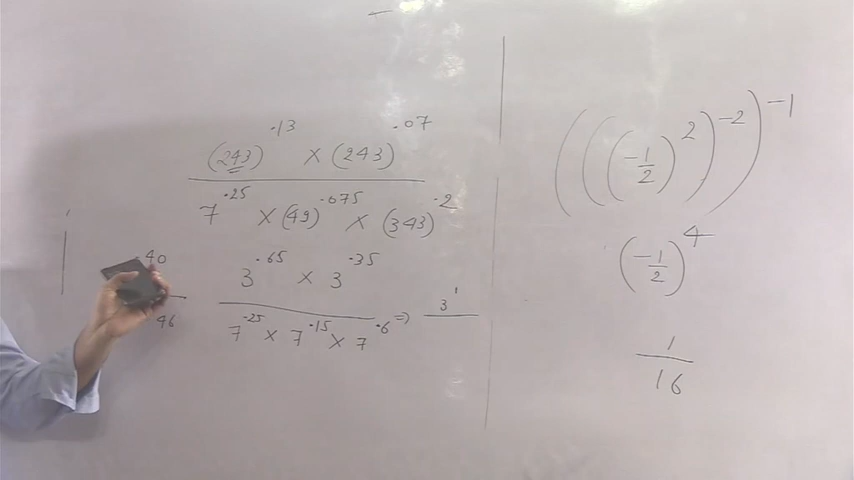 (243)^.13 × (243)^.07
7^.25 × (49)^.075 × (343)^.2
3^.65 × 3^.35
7^.25 × 7^.15 × 7^.6 ⇒ 3^1
40
46
(((-1/2)^2)^-2)^-1
(-1/2)^4
1
16